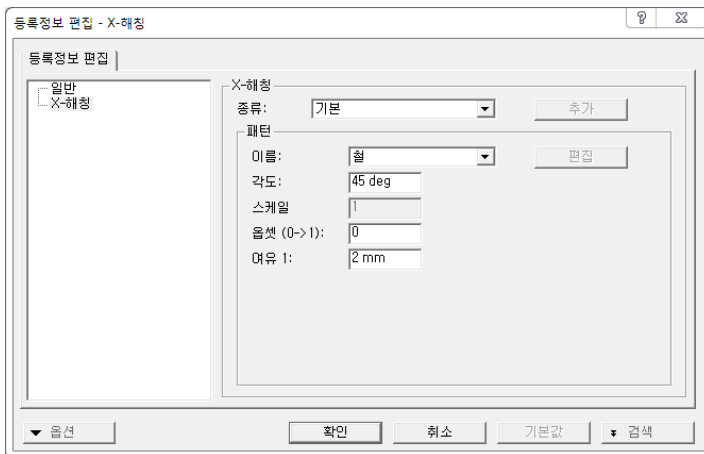 등록정보 편집 - X-해칭
등록정보 편집
일반
X-해칭
X-해칭
종류: 기본 추가
패턴
이름: 철 편집
각도: 45 deg
스케일 1
옵셋 (0->1): 0
여유 1: 2 mm
옵션 확인 취소 기본값 검색